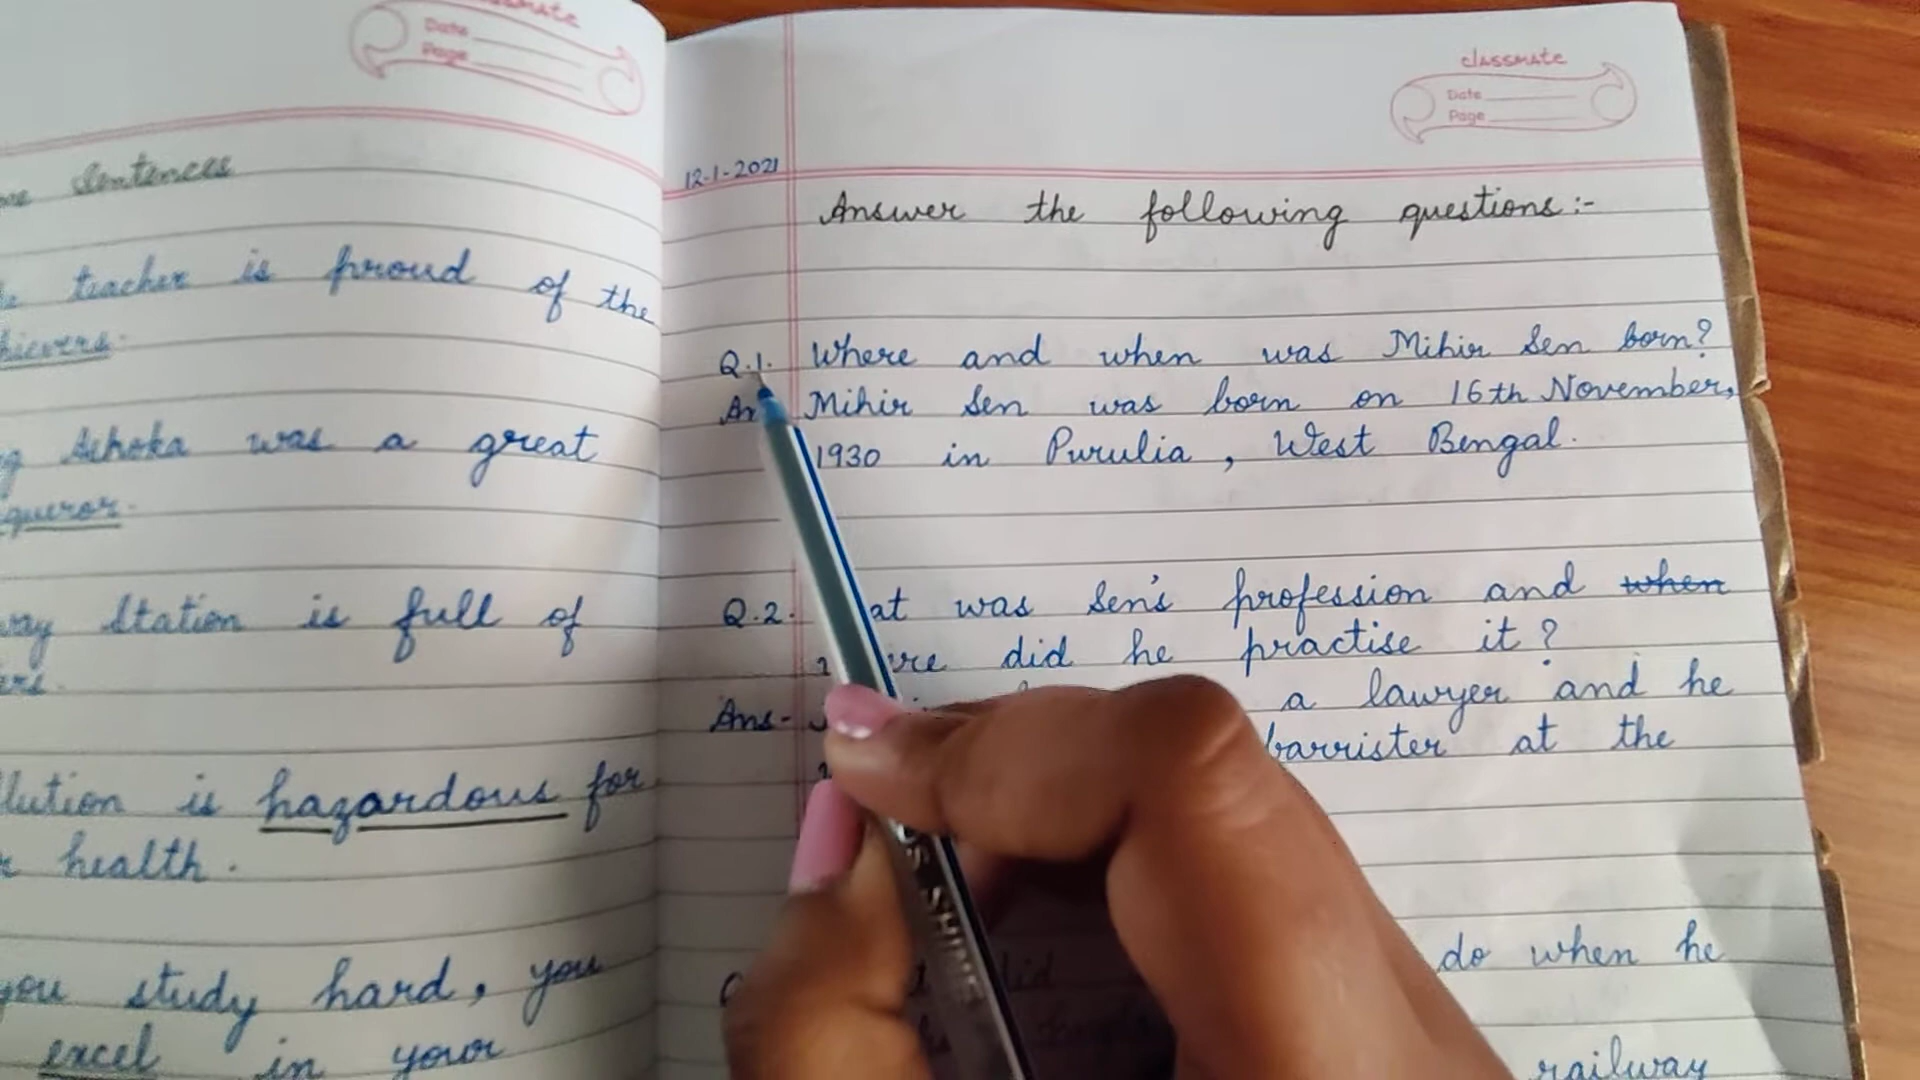 classmate
Date
Page
Sentences
teacher is proud of the
Ashoka was a great
Station is full of
is hazardous for
health.
you study hard, you
excel in your
classmate
Date
Page
12-1-2021
Answer the following questions:-
Q.1. Where and when was Mihir Sen born?
Mihir Sen was born on 16th November,
1930 in Purulia, West Bengal.
Q.2. was Sen's profession and when
did he practise it?
Ans- a lawyer and he
barrister at the
do when he
railway